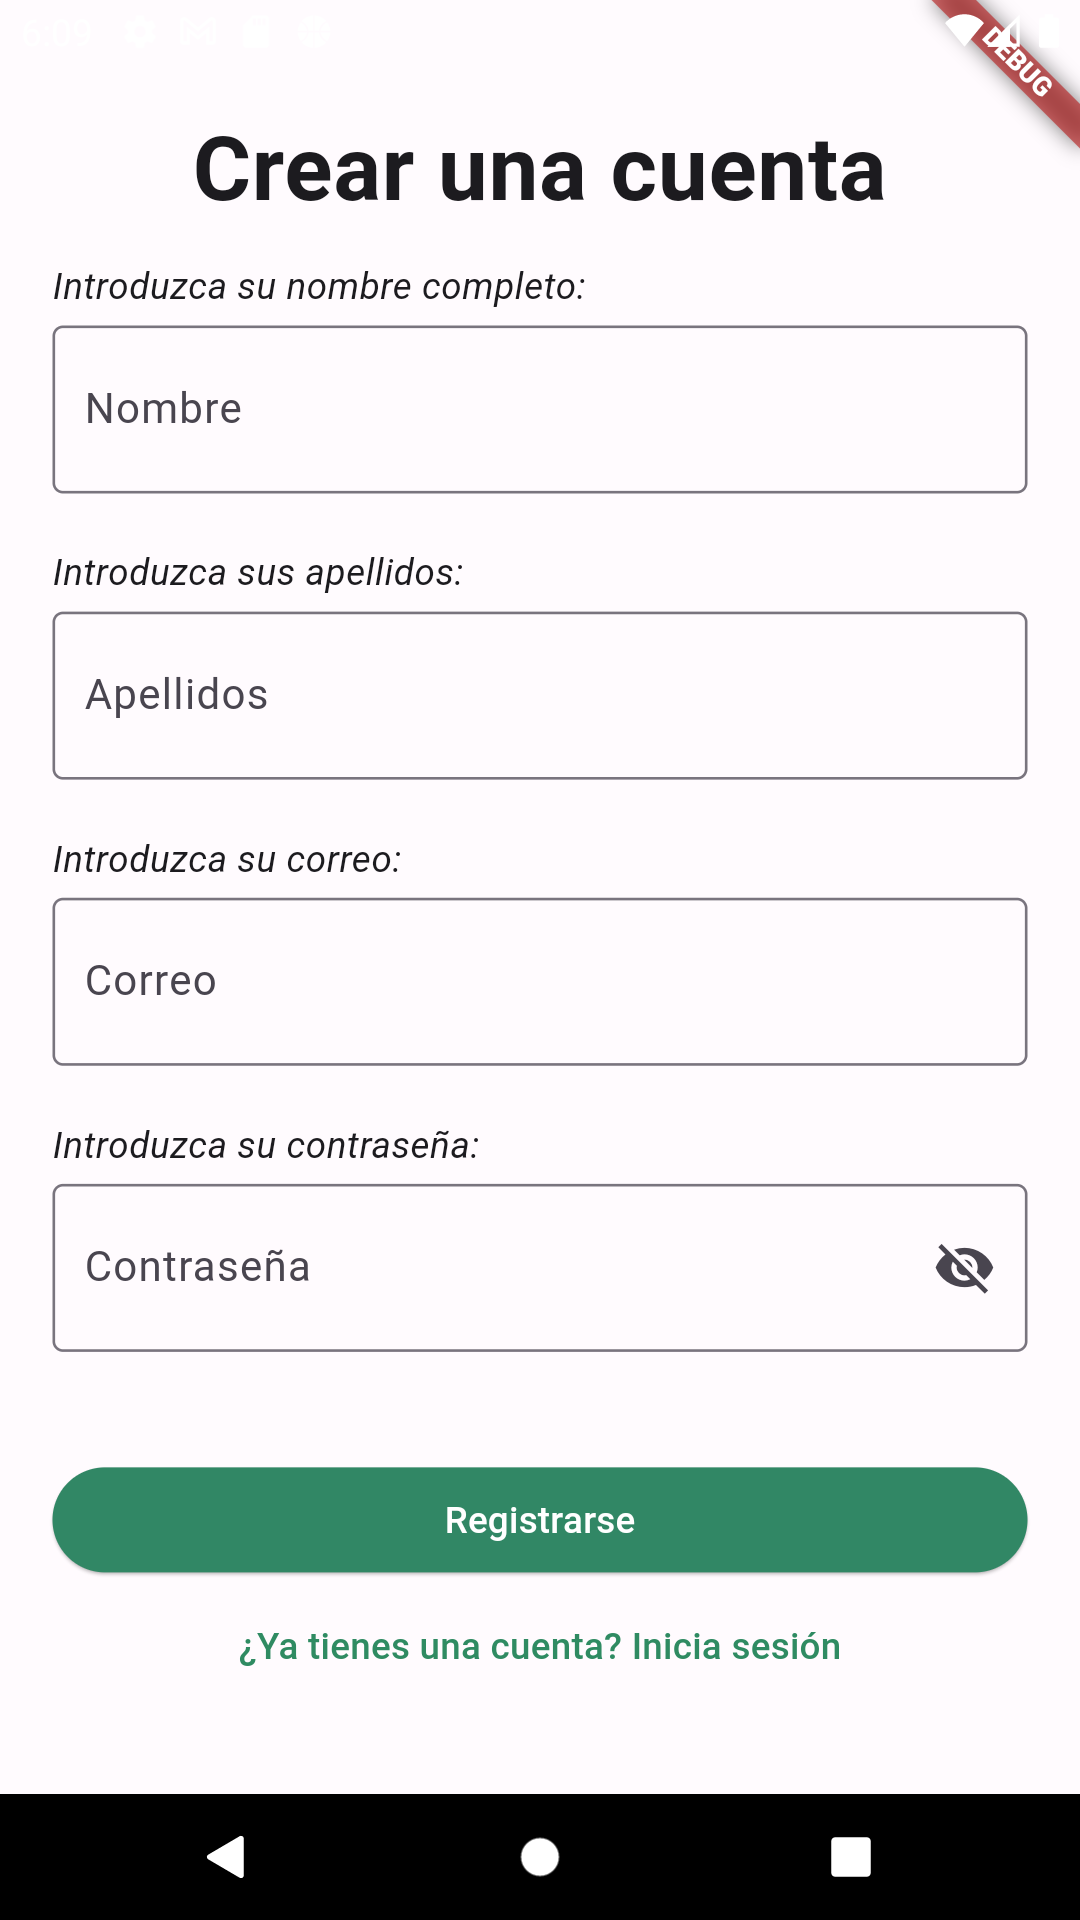 DEBUG
Crear una cuenta
Introduzca su nombre completo:
Nombre
Introduzca sus apellidos:
Apellidos
Introduzca su correo:
Correo
Introduzca su contraseña:
Contraseña
Registrarse
¿Ya tienes una cuenta? Inicia sesión